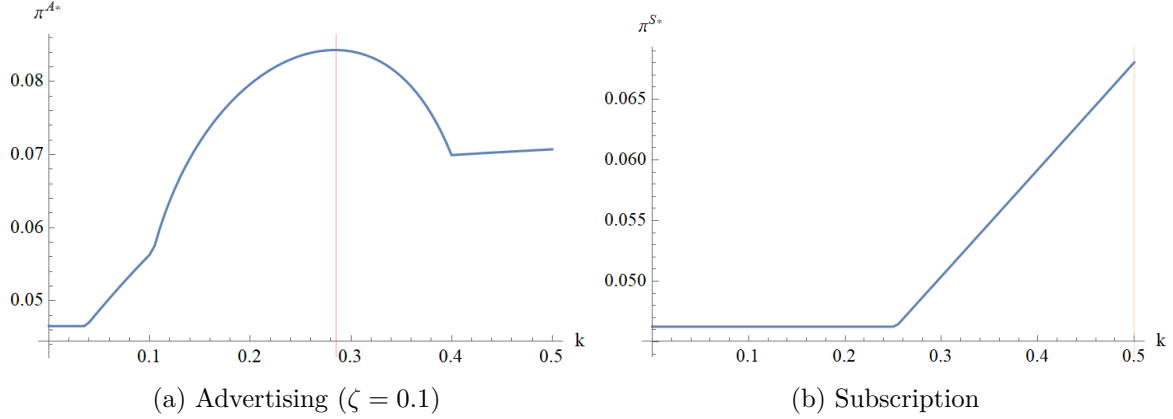 π^{A*}
0.08
0.07
0.06
0.05
0.1 0.2 0.3 0.4 0.5 k
(a) Advertising (ζ = 0.1)
π^{S*}
0.065
0.060
0.055
0.050
0.1 0.2 0.3 0.4 0.5 k
(b) Subscription